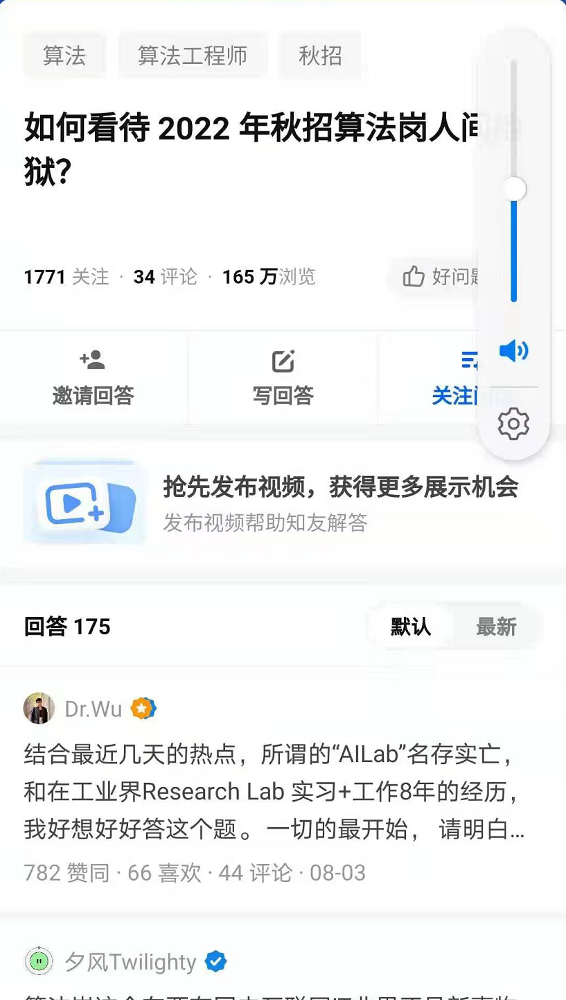 算法 算法工程师 秋招
如何看待 2022 年秋招算法岗人间地
狱?
1771 关注 · 34 评论 · 165 万浏览 好问题
邀请回答 写回答 关注问题
抢先发布视频，获得更多展示机会
发布视频帮助知友解答
回答 175 默认 最新
Dr.Wu
结合最近几天的热点，所谓的“AILab”名存实亡，
和在工业界Research Lab 实习+工作8年的经历，
我好想好好答这个题。一切的最开始， 请明白...
782 赞同 · 66 喜欢 · 44 评论 · 08-03
夕风Twilighty